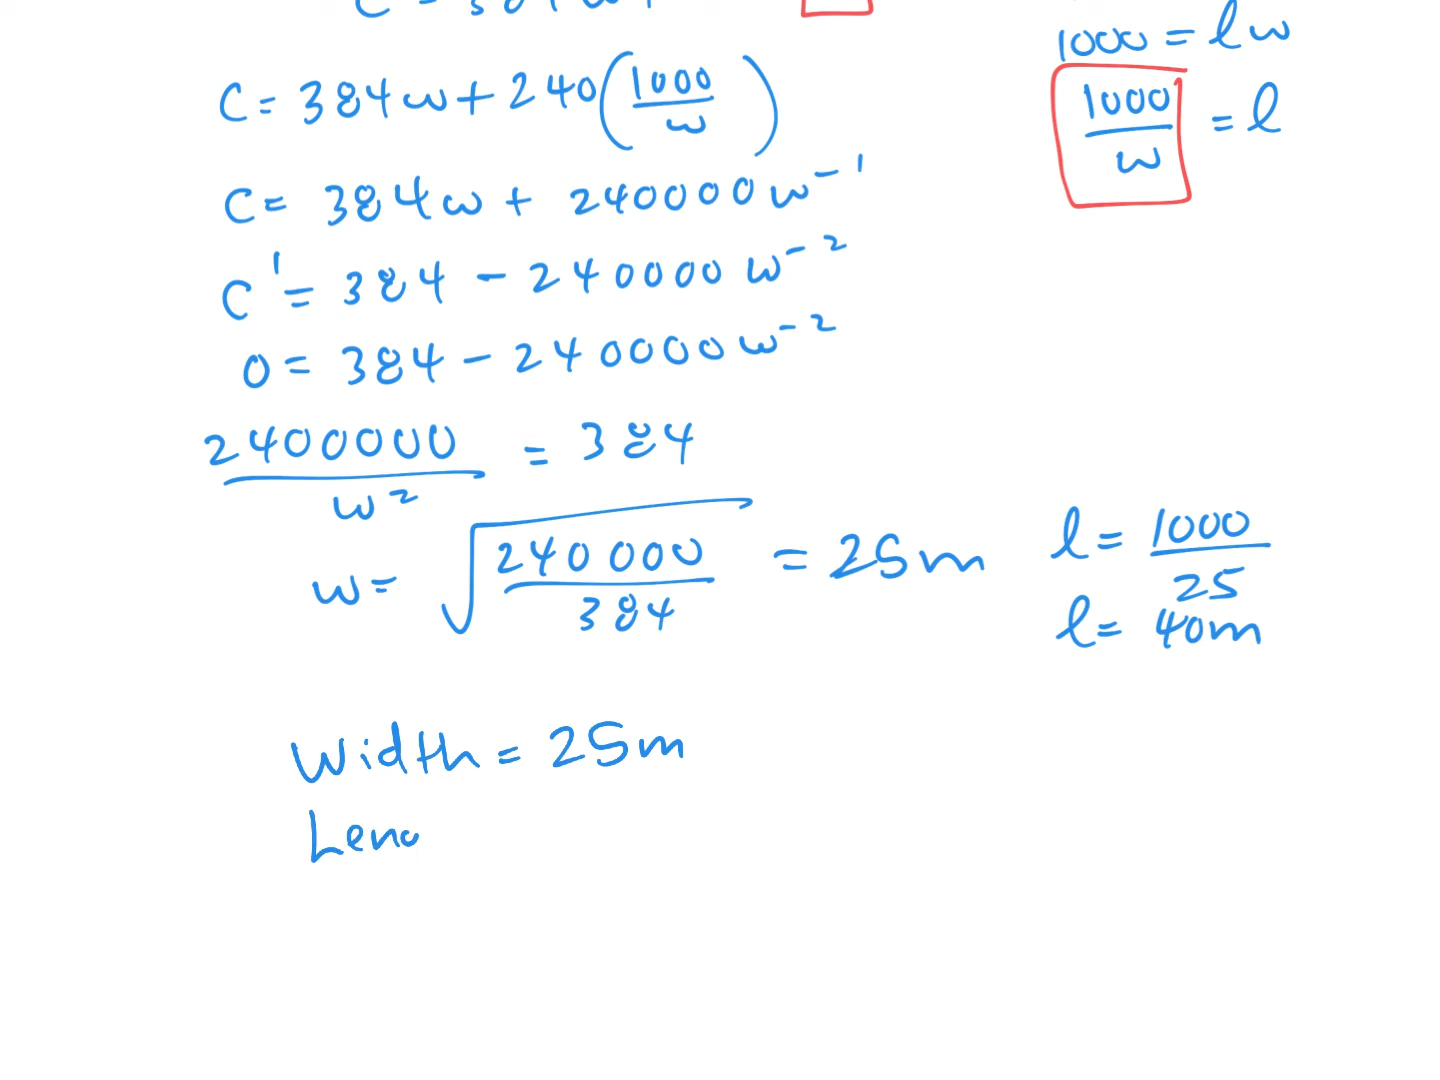 1000 = lw
C = 384w + 240(1000/w)
1000/w = l
C = 384w + 240000w⁻¹
C' = 384 - 240000w⁻²
0 = 384 - 240000w⁻²
2400000/w² = 384
w = √(240000/384) = 25m
l = 1000/25
l = 40m
Width = 25m
Leng